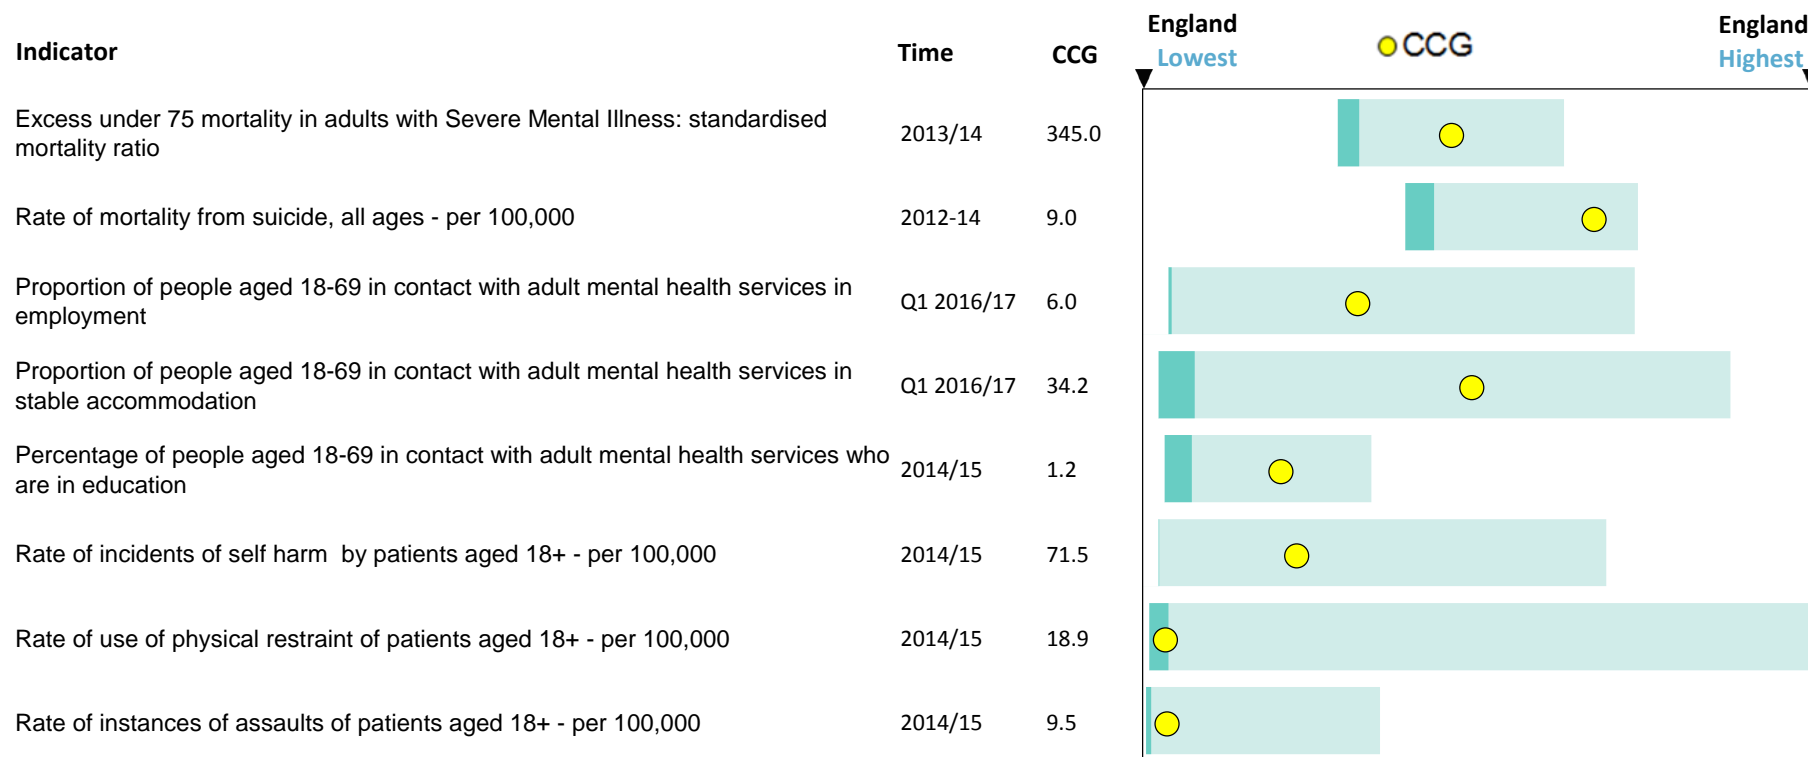 England England
Indicator Time CCG Lowest CCG Highest
Excess under 75 mortality in adults with Severe Mental Illness: standardised
mortality ratio 2013/14 345.0
Rate of mortality from suicide, all ages - per 100,000 2012-14 9.0
Proportion of people aged 18-69 in contact with adult mental health services in
employment Q1 2016/17 6.0
Proportion of people aged 18-69 in contact with adult mental health services in
stable accommodation Q1 2016/17 34.2
Percentage of people aged 18-69 in contact with adult mental health services who
are in education 2014/15 1.2
Rate of incidents of self harm by patients aged 18+ - per 100,000 2014/15 71.5
Rate of use of physical restraint of patients aged 18+ - per 100,000 2014/15 18.9
Rate of instances of assaults of patients aged 18+ - per 100,000 2014/15 9.5